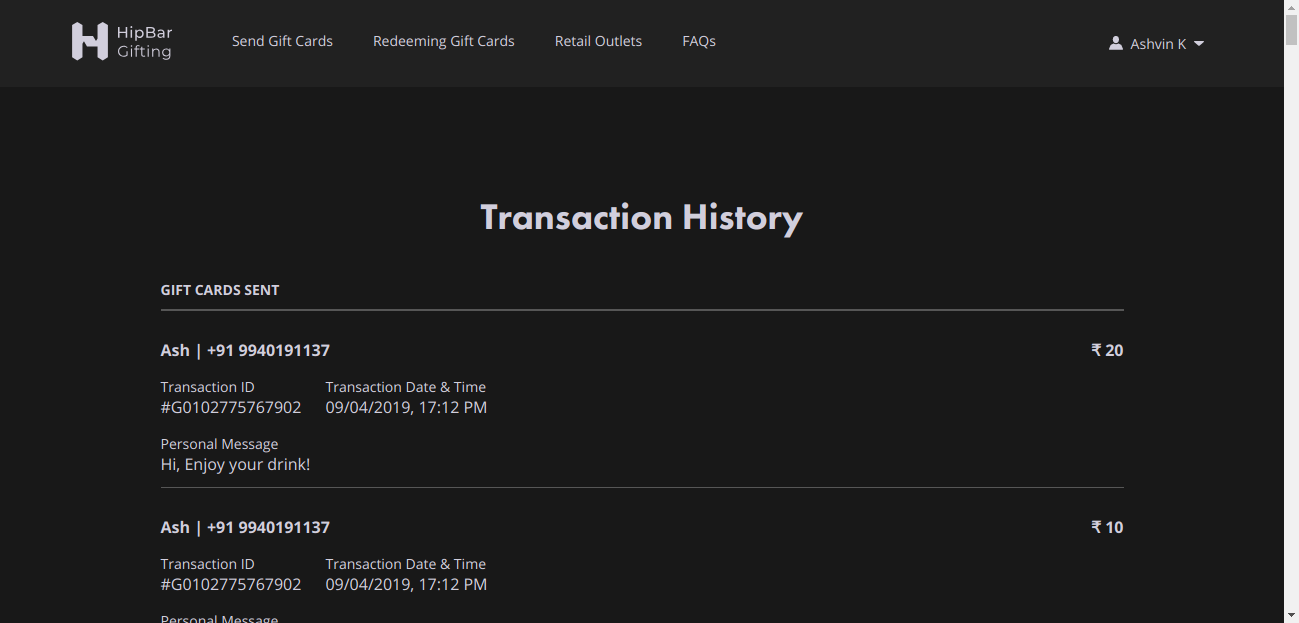 HipBar
Gifting
Send Gift Cards
Redeeming Gift Cards
Retail Outlets
FAQs
Ashvin K
Transaction History
GIFT CARDS SENT
Ash | +91 9940191137
₹ 20
Transaction ID
Transaction Date & Time
#G0102775767902
09/04/2019, 17:12 PM
Personal Message
Hi, Enjoy your drink!
Ash | +91 9940191137
₹ 10
Transaction ID
Transaction Date & Time
#G0102775767902
09/04/2019, 17:12 PM
Personal Message